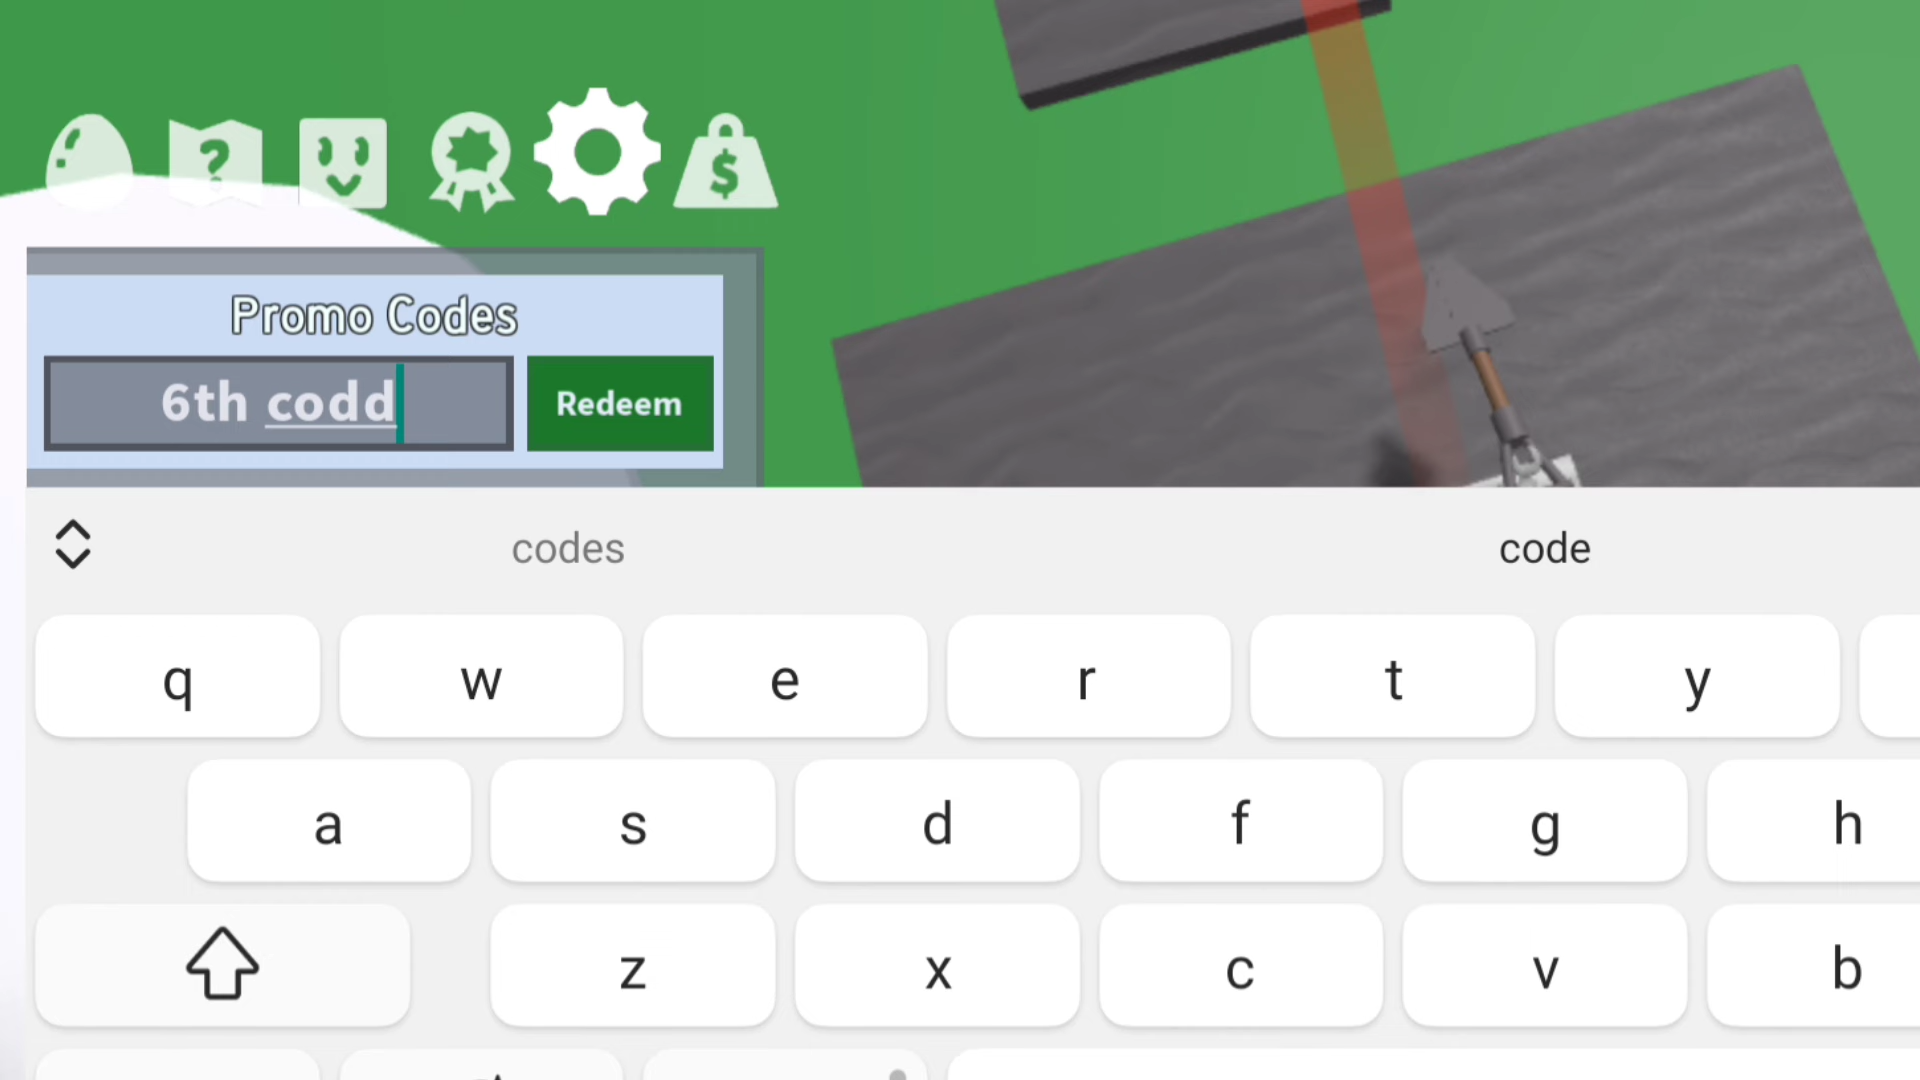 ?
$
Promo Codes
6th codd
Redeem
codes
code
q w e r t y
a s d f g h
z x c v b